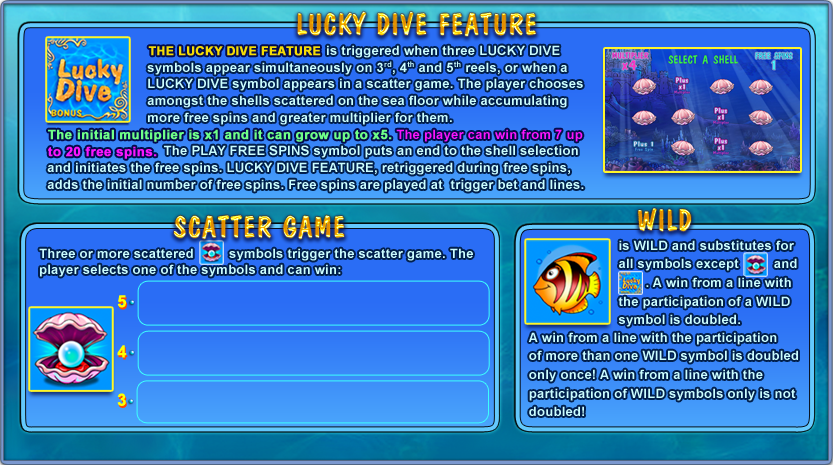 LUCKY DIVE FEATURE
Lucky
Dive
BONUS
THE LUCKY DIVE FEATURE is triggered when three LUCKY DIVE
symbols appear simultaneously on 3rd, 4th and 5th reels, or when a
LUCKY DIVE symbol appears in a scatter game. The player chooses
amongst the shells scattered on the sea floor while accumulating
more free spins and greater multiplier for them.
The initial multiplier is x1 and it can grow up to x5. The player can win from 7 up
to 20 free spins. The PLAY FREE SPINS symbol puts an end to the shell selection
and initiates the free spins. LUCKY DIVE FEATURE, retriggered during free spins,
adds the initial number of free spins. Free spins are played at trigger bet and lines.
MULTIPLIER
x4
SELECT A SHELL
FREE SPINS
1
Plus
x1
Plus
x1
Plus 1
Free Spin
Plus
x1
SCATTER GAME
Three or more scattered symbols trigger the scatter game. The
player selects one of the symbols and can win:
5 -
4 -
3 -
WILD
is WILD and substitutes for
all symbols except and
Lucky
Dive
. A win from a line with
the participation of a WILD
symbol is doubled.
A win from a line with the participation
of more than one WILD symbol is doubled
only once! A win from a line with the
participation of WILD symbols only is not
doubled!